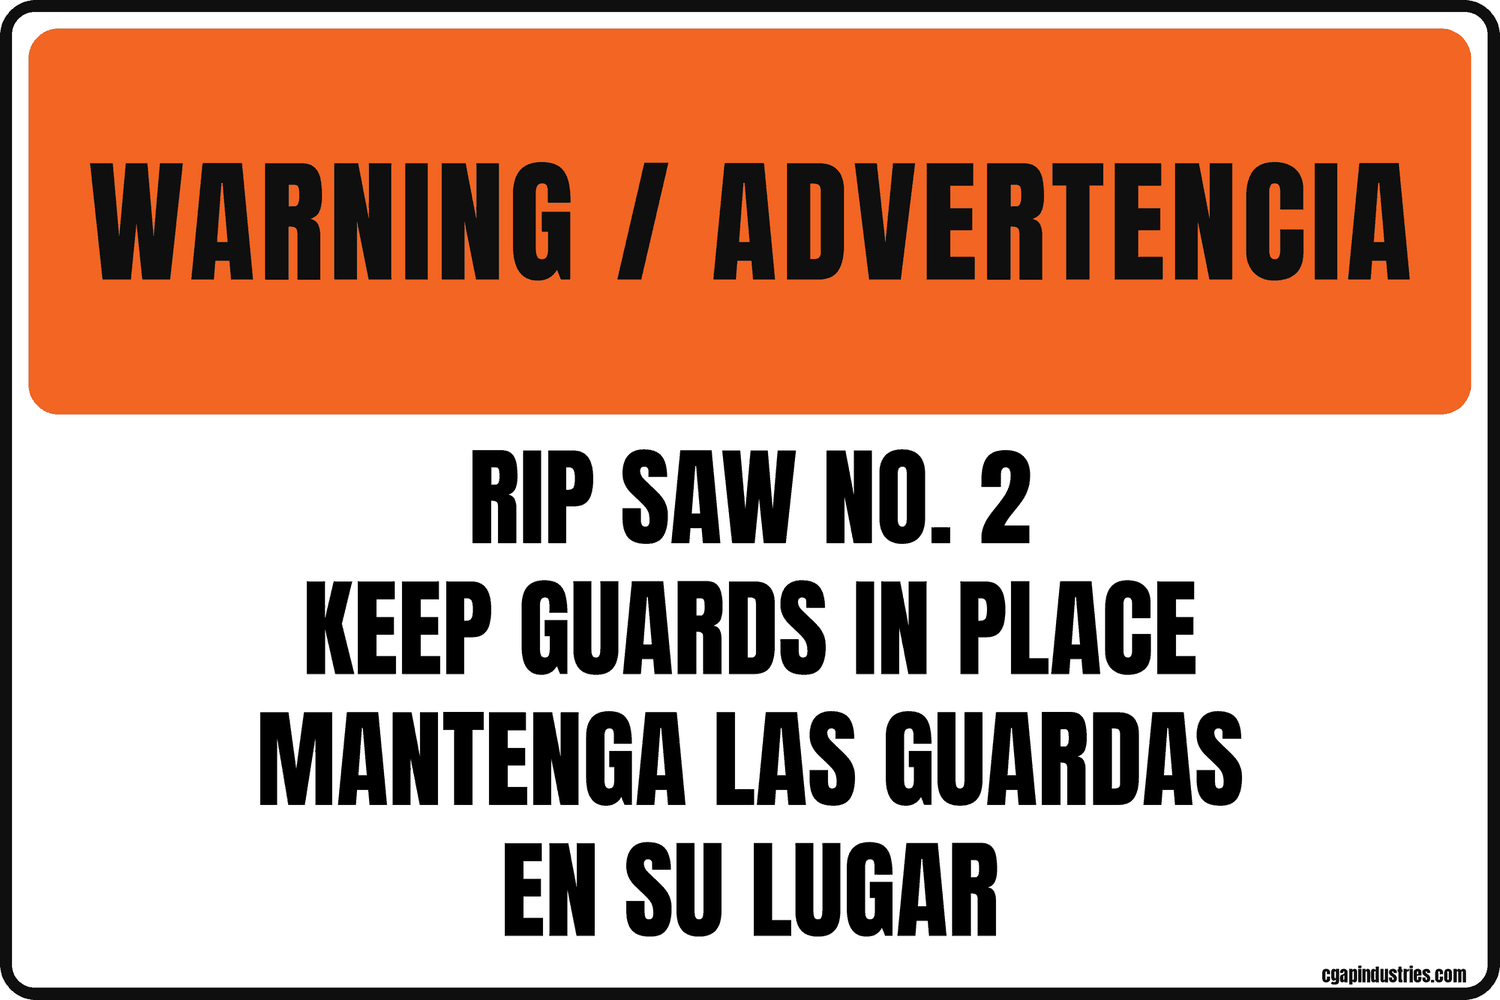 WARNING / ADVERTENCIA
RIP SAW NO. 2
KEEP GUARDS IN PLACE
MANTENGA LAS GUARDAS
EN SU LUGAR
cgapindustries.com